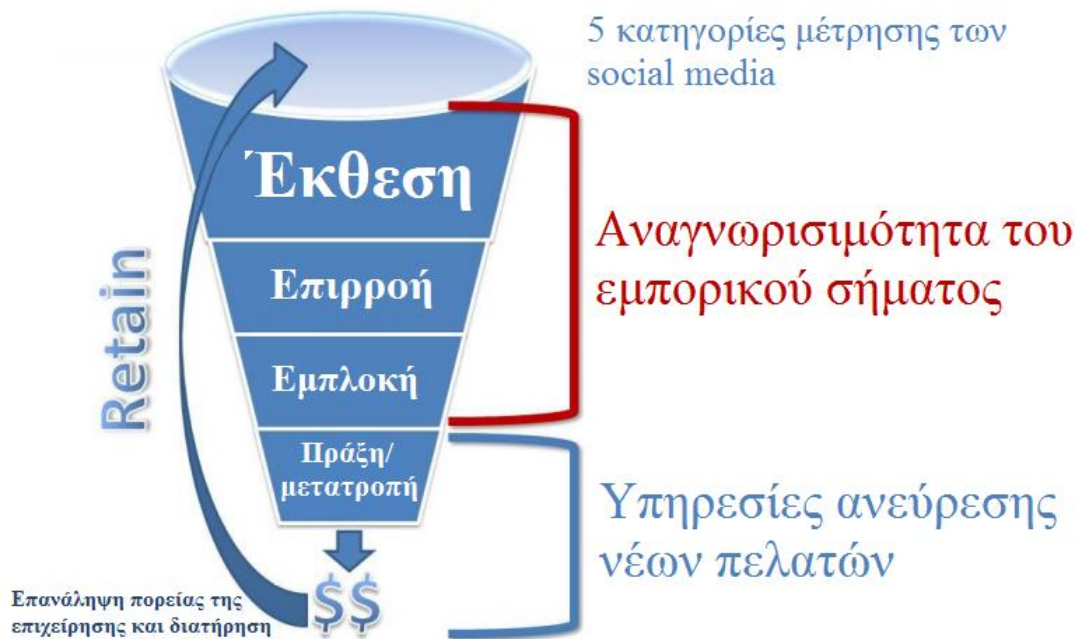 5 κατηγορίες μέτρησης των
social media
Έκθεση
Επιρροή
Εμπλοκή
Πράξη/
μετατροπή
$$
Retain
Αναγνωρισιμότητα του
εμπορικού σήματος
Υπηρεσίες ανεύρεσης
νέων πελατών
Επανάληψη πορείας της
επιχείρησης και διατήρηση